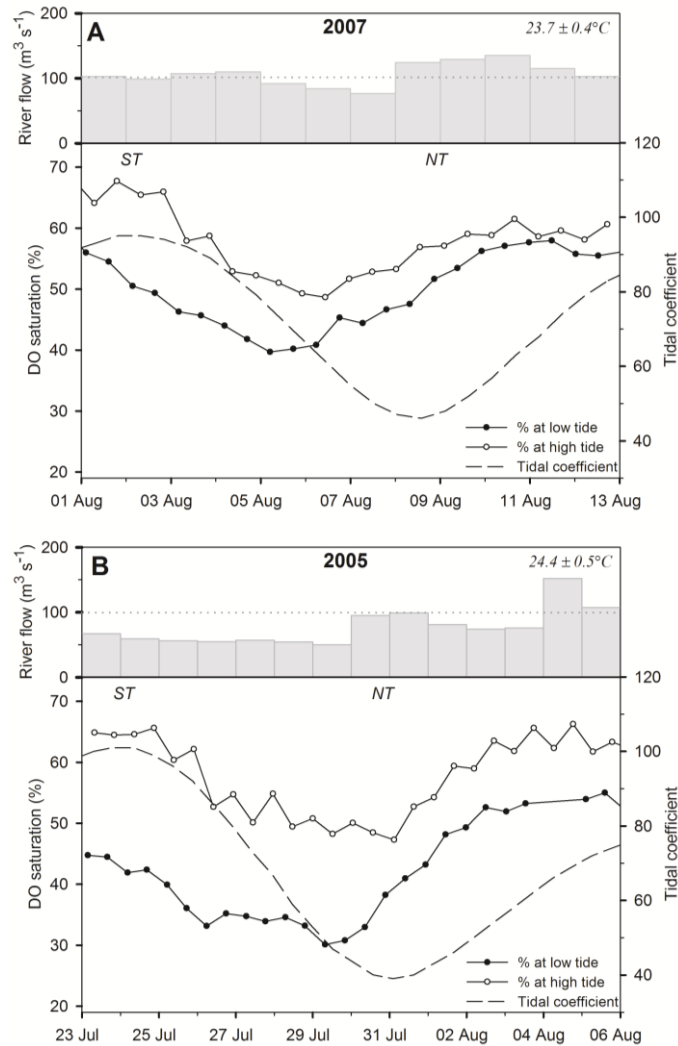 A
2007
23.7 ± 0.4°C
River flow (m³ s⁻¹)
200
100
0
ST
NT
DO saturation (%)
70
60
50
40
30
20
120
100
80
60
40
Tidal coefficient
% at low tide
% at high tide
Tidal coefficient
01 Aug 03 Aug 05 Aug 07 Aug 09 Aug 11 Aug 13 Aug
B
2005
24.4 ± 0.5°C
River flow (m³ s⁻¹)
200
100
0
ST
NT
DO saturation (%)
70
60
50
40
30
20
120
100
80
60
40
Tidal coefficient
% at low tide
% at high tide
Tidal coefficient
23 Jul 25 Jul 27 Jul 29 Jul 31 Jul 02 Aug 04 Aug 06 Aug